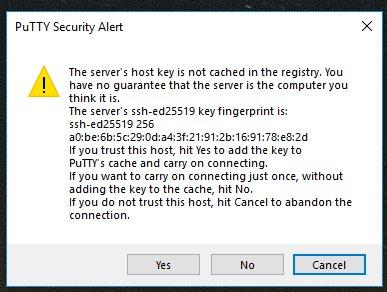 PuTTY Security Alert
The server's host key is not cached in the registry. You
have no guarantee that the server is the computer you
think it is.
The server's ssh-ed25519 key fingerprint is:
ssh-ed25519 256
a0:be:6b:5c:29:0d:a4:3f:21:91:2b:16:91:78:e8:2d
If you trust this host, hit Yes to add the key to
PuTTY's cache and carry on connecting.
If you want to carry on connecting just once, without
adding the key to the cache, hit No.
If you do not trust this host, hit Cancel to abandon the
connection.
Yes No Cancel